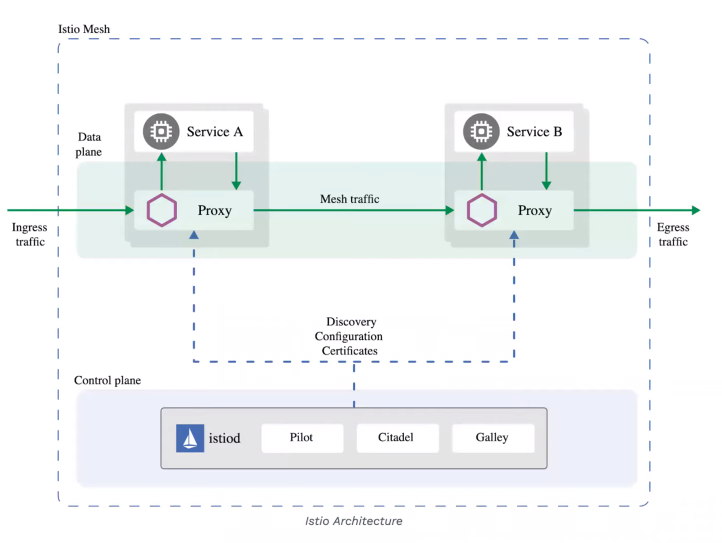 Istio Mesh
Service A
Service B
Data
plane
Proxy
Mesh traffic
Proxy
Ingress
traffic
Egress
traffic
Discovery
Configuration
Certificates
Control plane
istiod
Pilot
Citadel
Galley
Istio Architecture